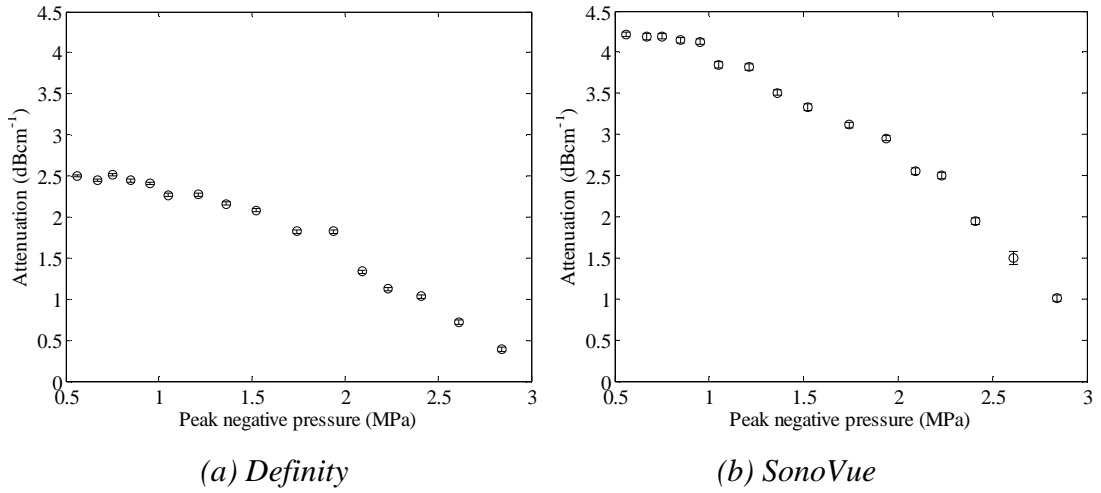 4.5
4
3.5
3
2.5
2
1.5
1
0.5
0
Attenuation (dBcm⁻¹)
0.5 1 1.5 2 2.5 3
Peak negative pressure (MPa)
(a) Definity
4.5
4
3.5
3
2.5
2
1.5
1
0.5
0
Attenuation (dBcm⁻¹)
0.5 1 1.5 2 2.5 3
Peak negative pressure (MPa)
(b) SonoVue